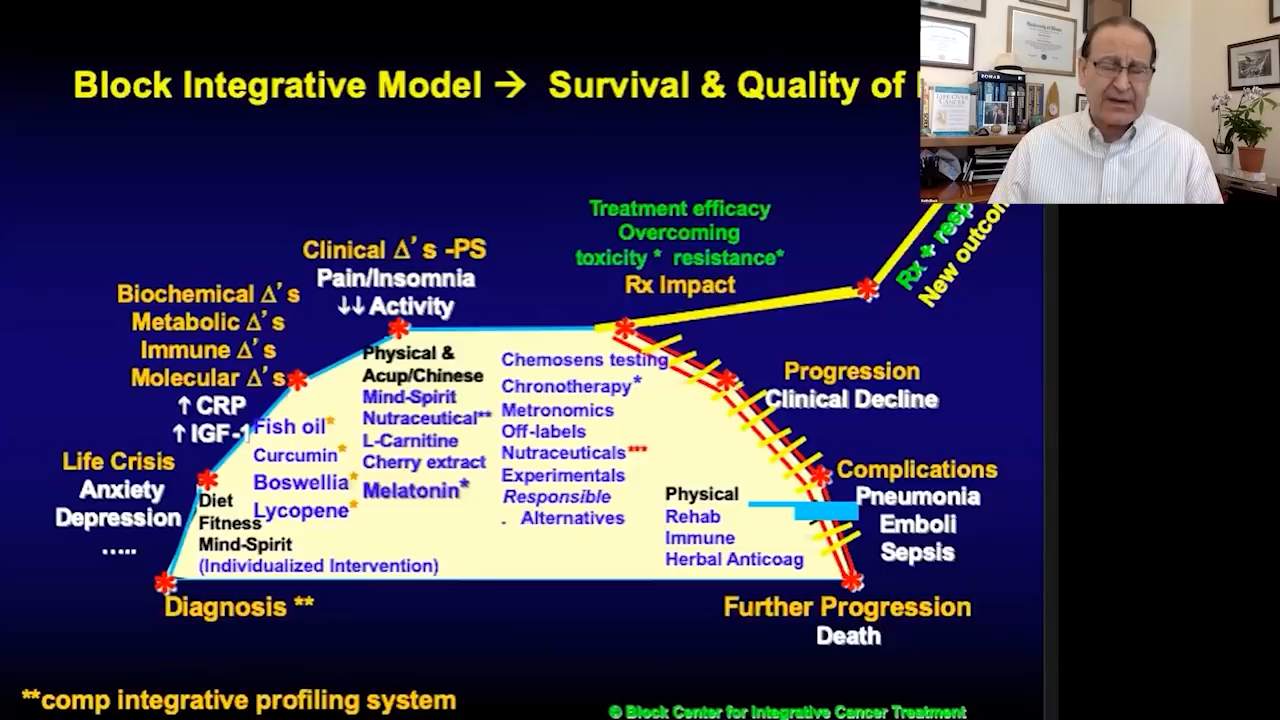 Block Integrative Model → Survival & Quality of
Treatment efficacy
Overcoming
toxicity * resistance*
Rx Impact
Rx + resp
New outcom
Clinical Δ's -PS
Pain/Insomnia
↓↓ Activity
Biochemical Δ's
Metabolic Δ's
Immune Δ's
Molecular Δ's
↑ CRP
↑ IGF-1
Life Crisis
Anxiety
Depression
.....
Fish oil*
Curcumin*
Boswellia*
Lycopene*
Diet
Fitness
Mind-Spirit
(Individualized Intervention)
Physical &
Acup/Chinese
Mind-Spirit
Nutraceutical**
L-Carnitine
Cherry extract
Melatonin*
Chemosens testing
Chronotherapy*
Metronomics
Off-labels
Nutraceuticals***
Experimentals
Responsible
. Alternatives
Physical
Rehab
Immune
Herbal Anticoag
Progression
Clinical Decline
Complications
Pneumonia
Emboli
Sepsis
Diagnosis **
Further Progression
Death
**comp integrative profiling system
© Block Center for Integrative Cancer Treatment
LIFE OVER
CANCER